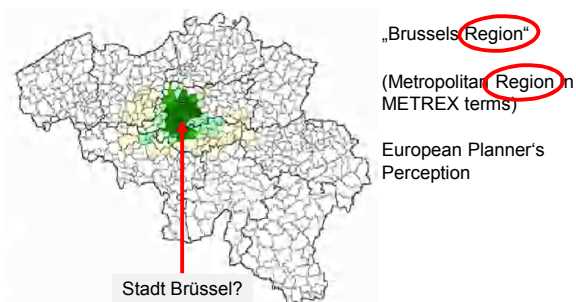 „Brussels Region“
(Metropolitan Region in
METREX terms)
European Planner's
Perception
Stadt Brüssel?